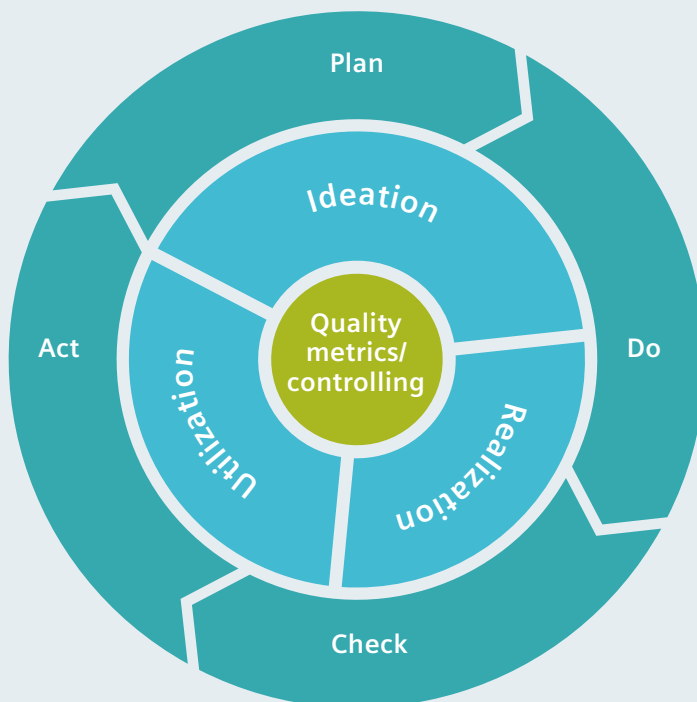 Plan
Ideation
Quality
metrics/
controlling
Act
Do
Utilization
Realization
Check